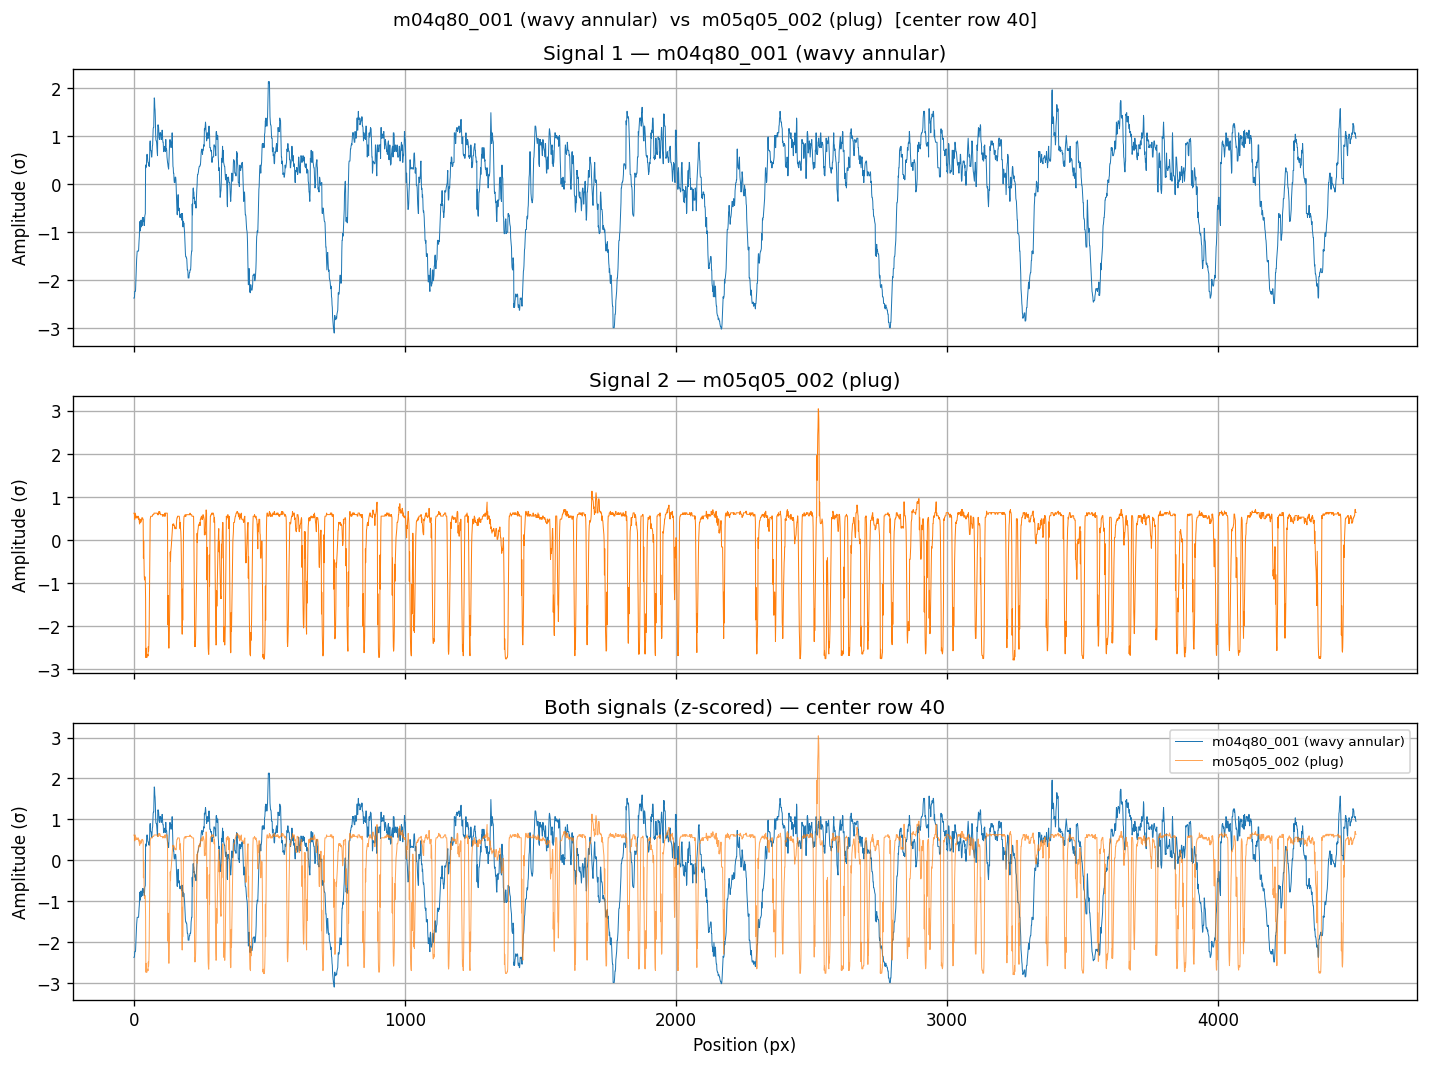 m04q80_001 (wavy annular)  vs  m05q05_002 (plug)  [center row 40]
Signal 1 — m04q80_001 (wavy annular)
Amplitude (σ)
2
1
0
−1
−2
−3
Signal 2 — m05q05_002 (plug)
Amplitude (σ)
3
2
1
0
−1
−2
−3
Both signals (z-scored) — center row 40
Amplitude (σ)
3
2
1
0
−1
−2
−3
m04q80_001 (wavy annular)
m05q05_002 (plug)
0 1000 2000 3000 4000
Position (px)